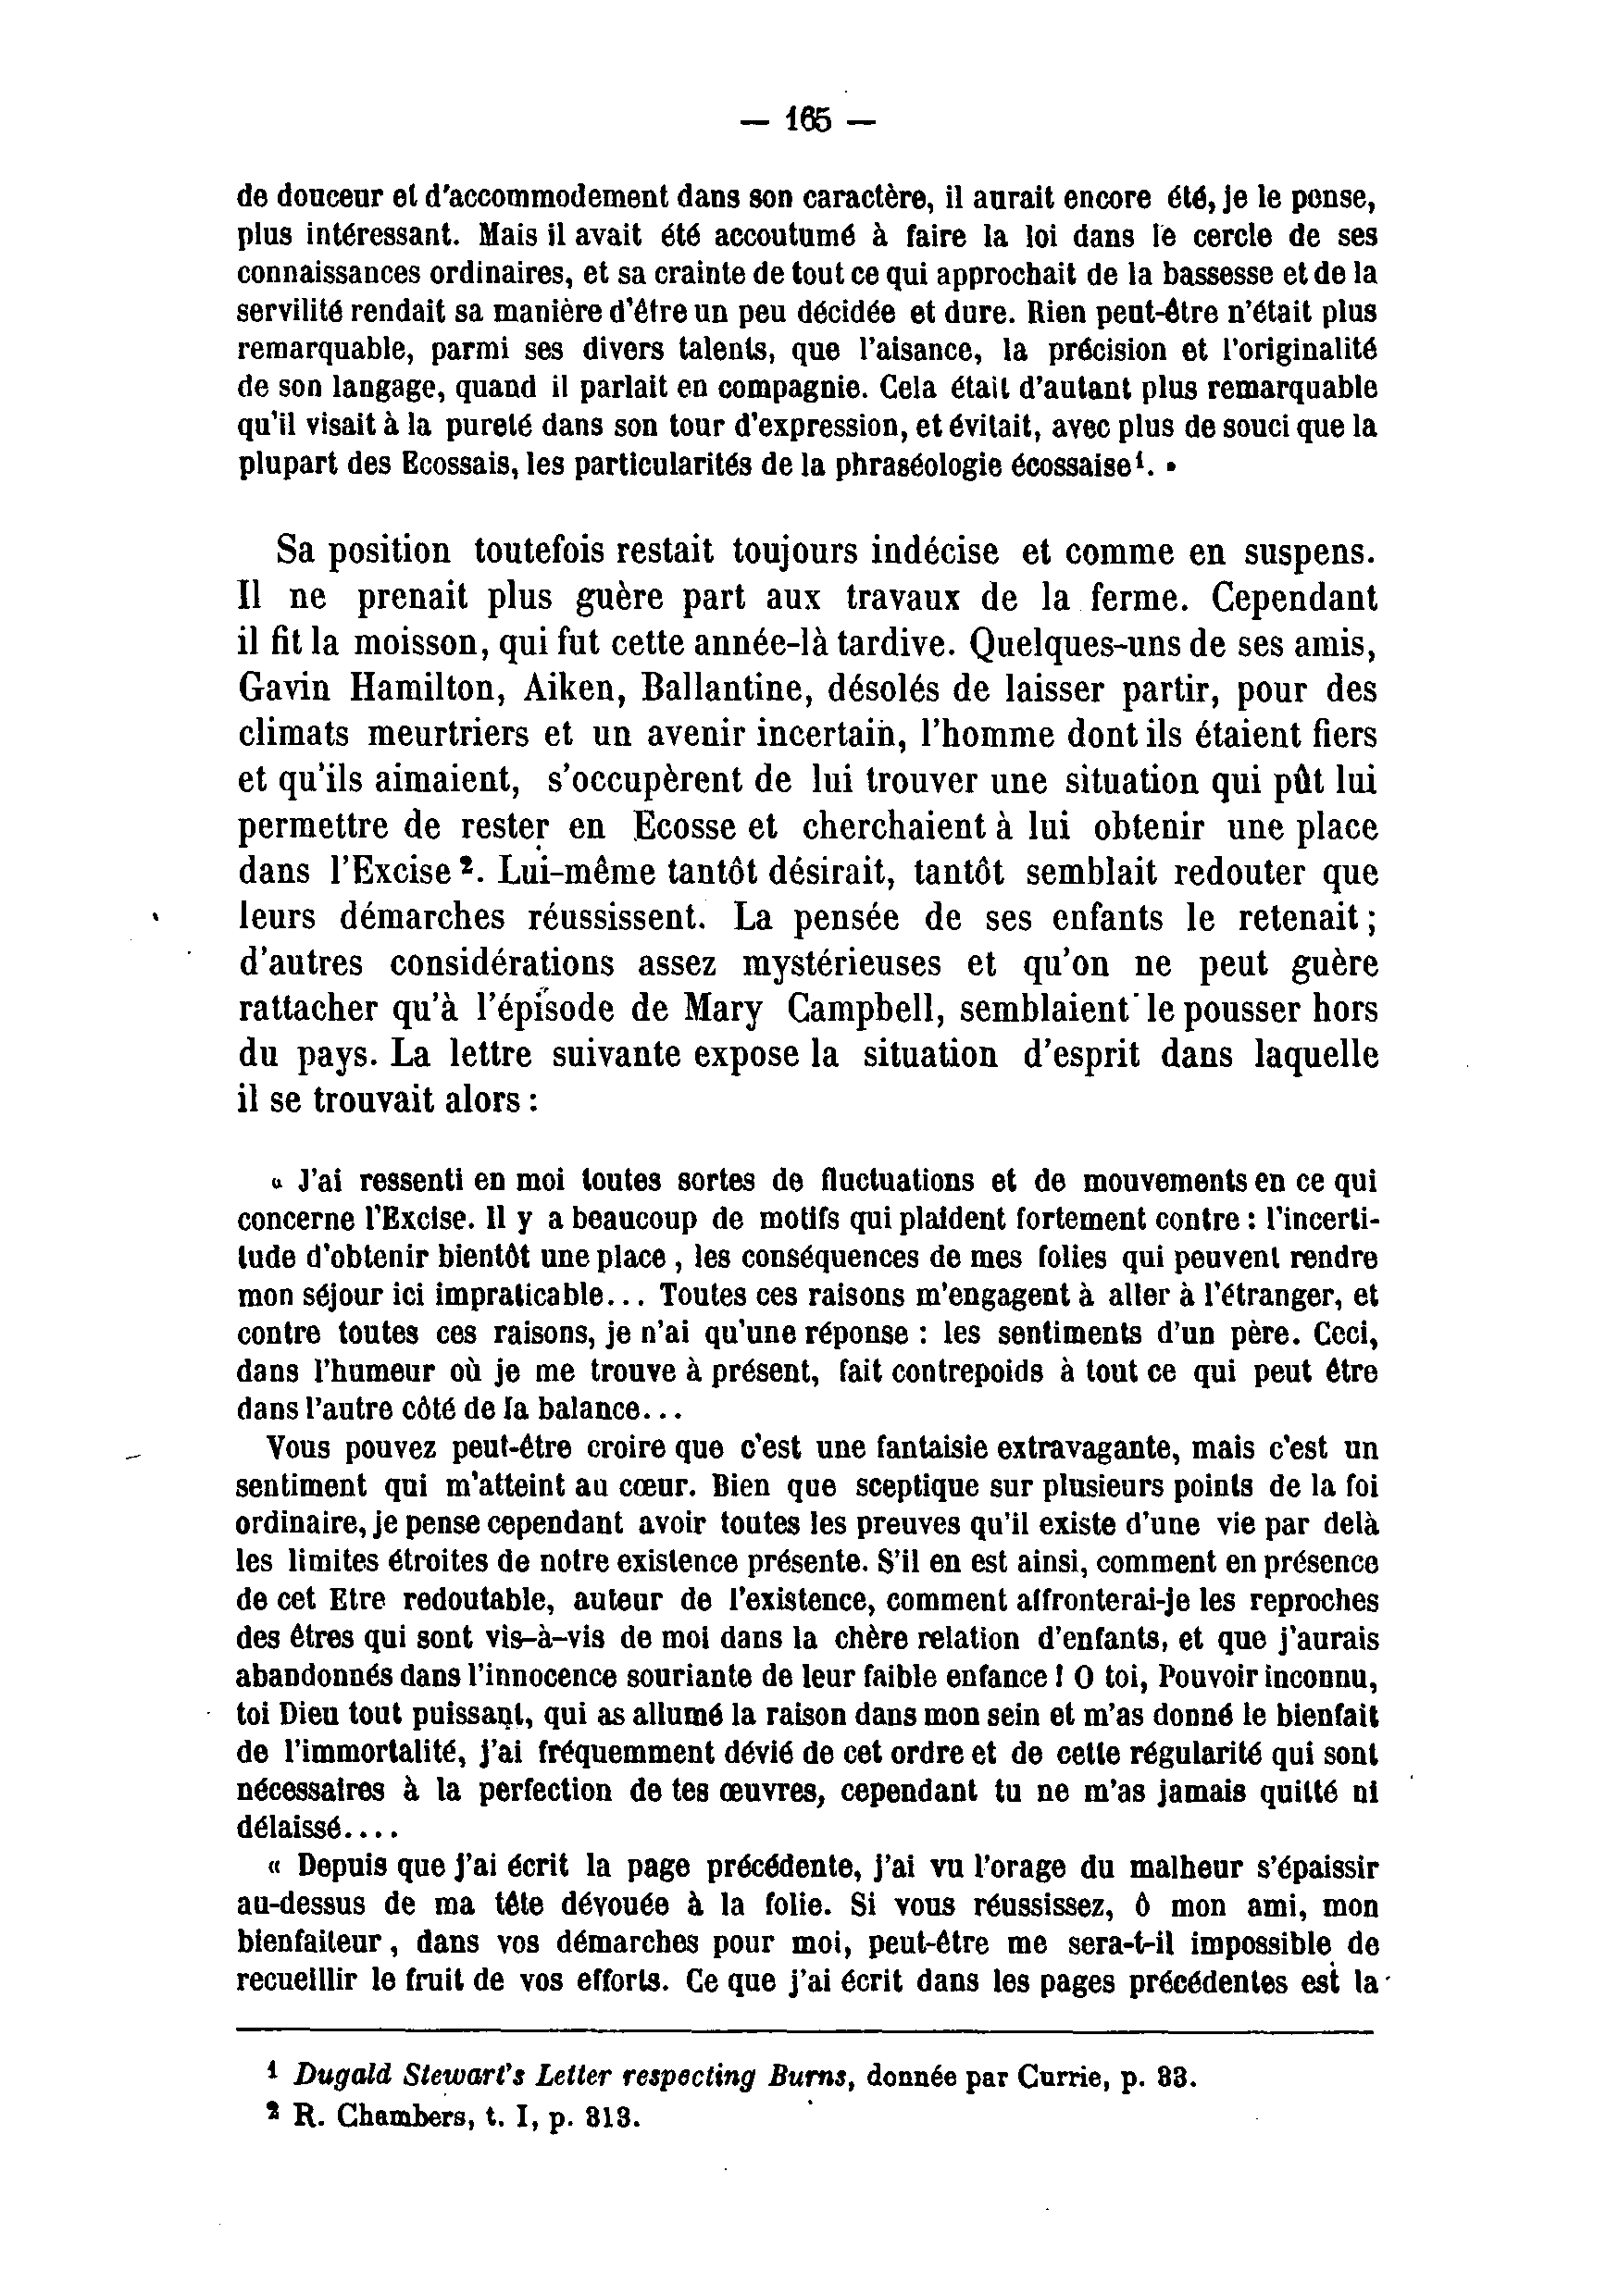 — 165 —
de douceur et d'accommodement dans son caractère, il aurait encore été, je le pense,
plus intéressant. Mais il avait été accoutumé à faire la loi dans le cercle de ses
connaissances ordinaires, et sa crainte de tout ce qui approchait de la bassesse et de la
servilité rendait sa manière d'être un peu décidée et dure. Rien peut-être n'était plus
remarquable, parmi ses divers talents, que l'aisance, la précision et l'originalité
de son langage, quand il parlait en compagnie. Cela était d'autant plus remarquable
qu'il visait à la pureté dans son tour d'expression, et évitait, avec plus de souci que la
plupart des Ecossais, les particularités de la phraséologie écossaise¹. »
Sa position toutefois restait toujours indécise et comme en suspens.
Il ne prenait plus guère part aux travaux de la ferme. Cependant
il fit la moisson, qui fut cette année-là tardive. Quelques-uns de ses amis,
Gavin Hamilton, Aiken, Ballantine, désolés de laisser partir, pour des
climats meurtriers et un avenir incertain, l'homme dont ils étaient fiers
et qu'ils aimaient, s'occupèrent de lui trouver une situation qui pût lui
permettre de rester en Ecosse et cherchaient à lui obtenir une place
dans l'Excise ². Lui-même tantôt désirait, tantôt semblait redouter que
leurs démarches réussissent. La pensée de ses enfants le retenait ;
d'autres considérations assez mystérieuses et qu'on ne peut guère
rattacher qu'à l'épisode de Mary Campbell, semblaient le pousser hors
du pays. La lettre suivante expose la situation d'esprit dans laquelle
il se trouvait alors :
« J'ai ressenti en moi toutes sortes de fluctuations et de mouvements en ce qui
concerne l'Excise. Il y a beaucoup de motifs qui plaident fortement contre : l'incerti-
tude d'obtenir bientôt une place , les conséquences de mes folies qui peuvent rendre
mon séjour ici impraticable... Toutes ces raisons m'engagent à aller à l'étranger, et
contre toutes ces raisons, je n'ai qu'une réponse : les sentiments d'un père. Ceci,
dans l'humeur où je me trouve à présent, fait contrepoids à tout ce qui peut être
dans l'autre côté de la balance...
Vous pouvez peut-être croire que c'est une fantaisie extravagante, mais c'est un
sentiment qui m'atteint au cœur. Bien que sceptique sur plusieurs points de la foi
ordinaire, je pense cependant avoir toutes les preuves qu'il existe d'une vie par delà
les limites étroites de notre existence présente. S'il en est ainsi, comment en présence
de cet Etre redoutable, auteur de l'existence, comment affronterai-je les reproches
des êtres qui sont vis-à-vis de moi dans la chère relation d'enfants, et que j'aurais
abandonnés dans l'innocence souriante de leur faible enfance ! O toi, Pouvoir inconnu,
toi Dieu tout puissant, qui as allumé la raison dans mon sein et m'as donné le bienfait
de l'immortalité, j'ai fréquemment dévié de cet ordre et de cette régularité qui sont
nécessaires à la perfection de tes œuvres, cependant tu ne m'as jamais quitté ni
délaissé....
« Depuis que j'ai écrit la page précédente, j'ai vu l'orage du malheur s'épaissir
au-dessus de ma tête dévouée à la folie. Si vous réussissez, ô mon ami, mon
bienfaiteur , dans vos démarches pour moi, peut-être me sera-t-il impossible de
recueillir le fruit de vos efforts. Ce que j'ai écrit dans les pages précédentes est la
¹ Dugald Stewart's Letter respecting Burns, donnée par Currie, p. 33.
² R. Chambers, t. I, p. 313.